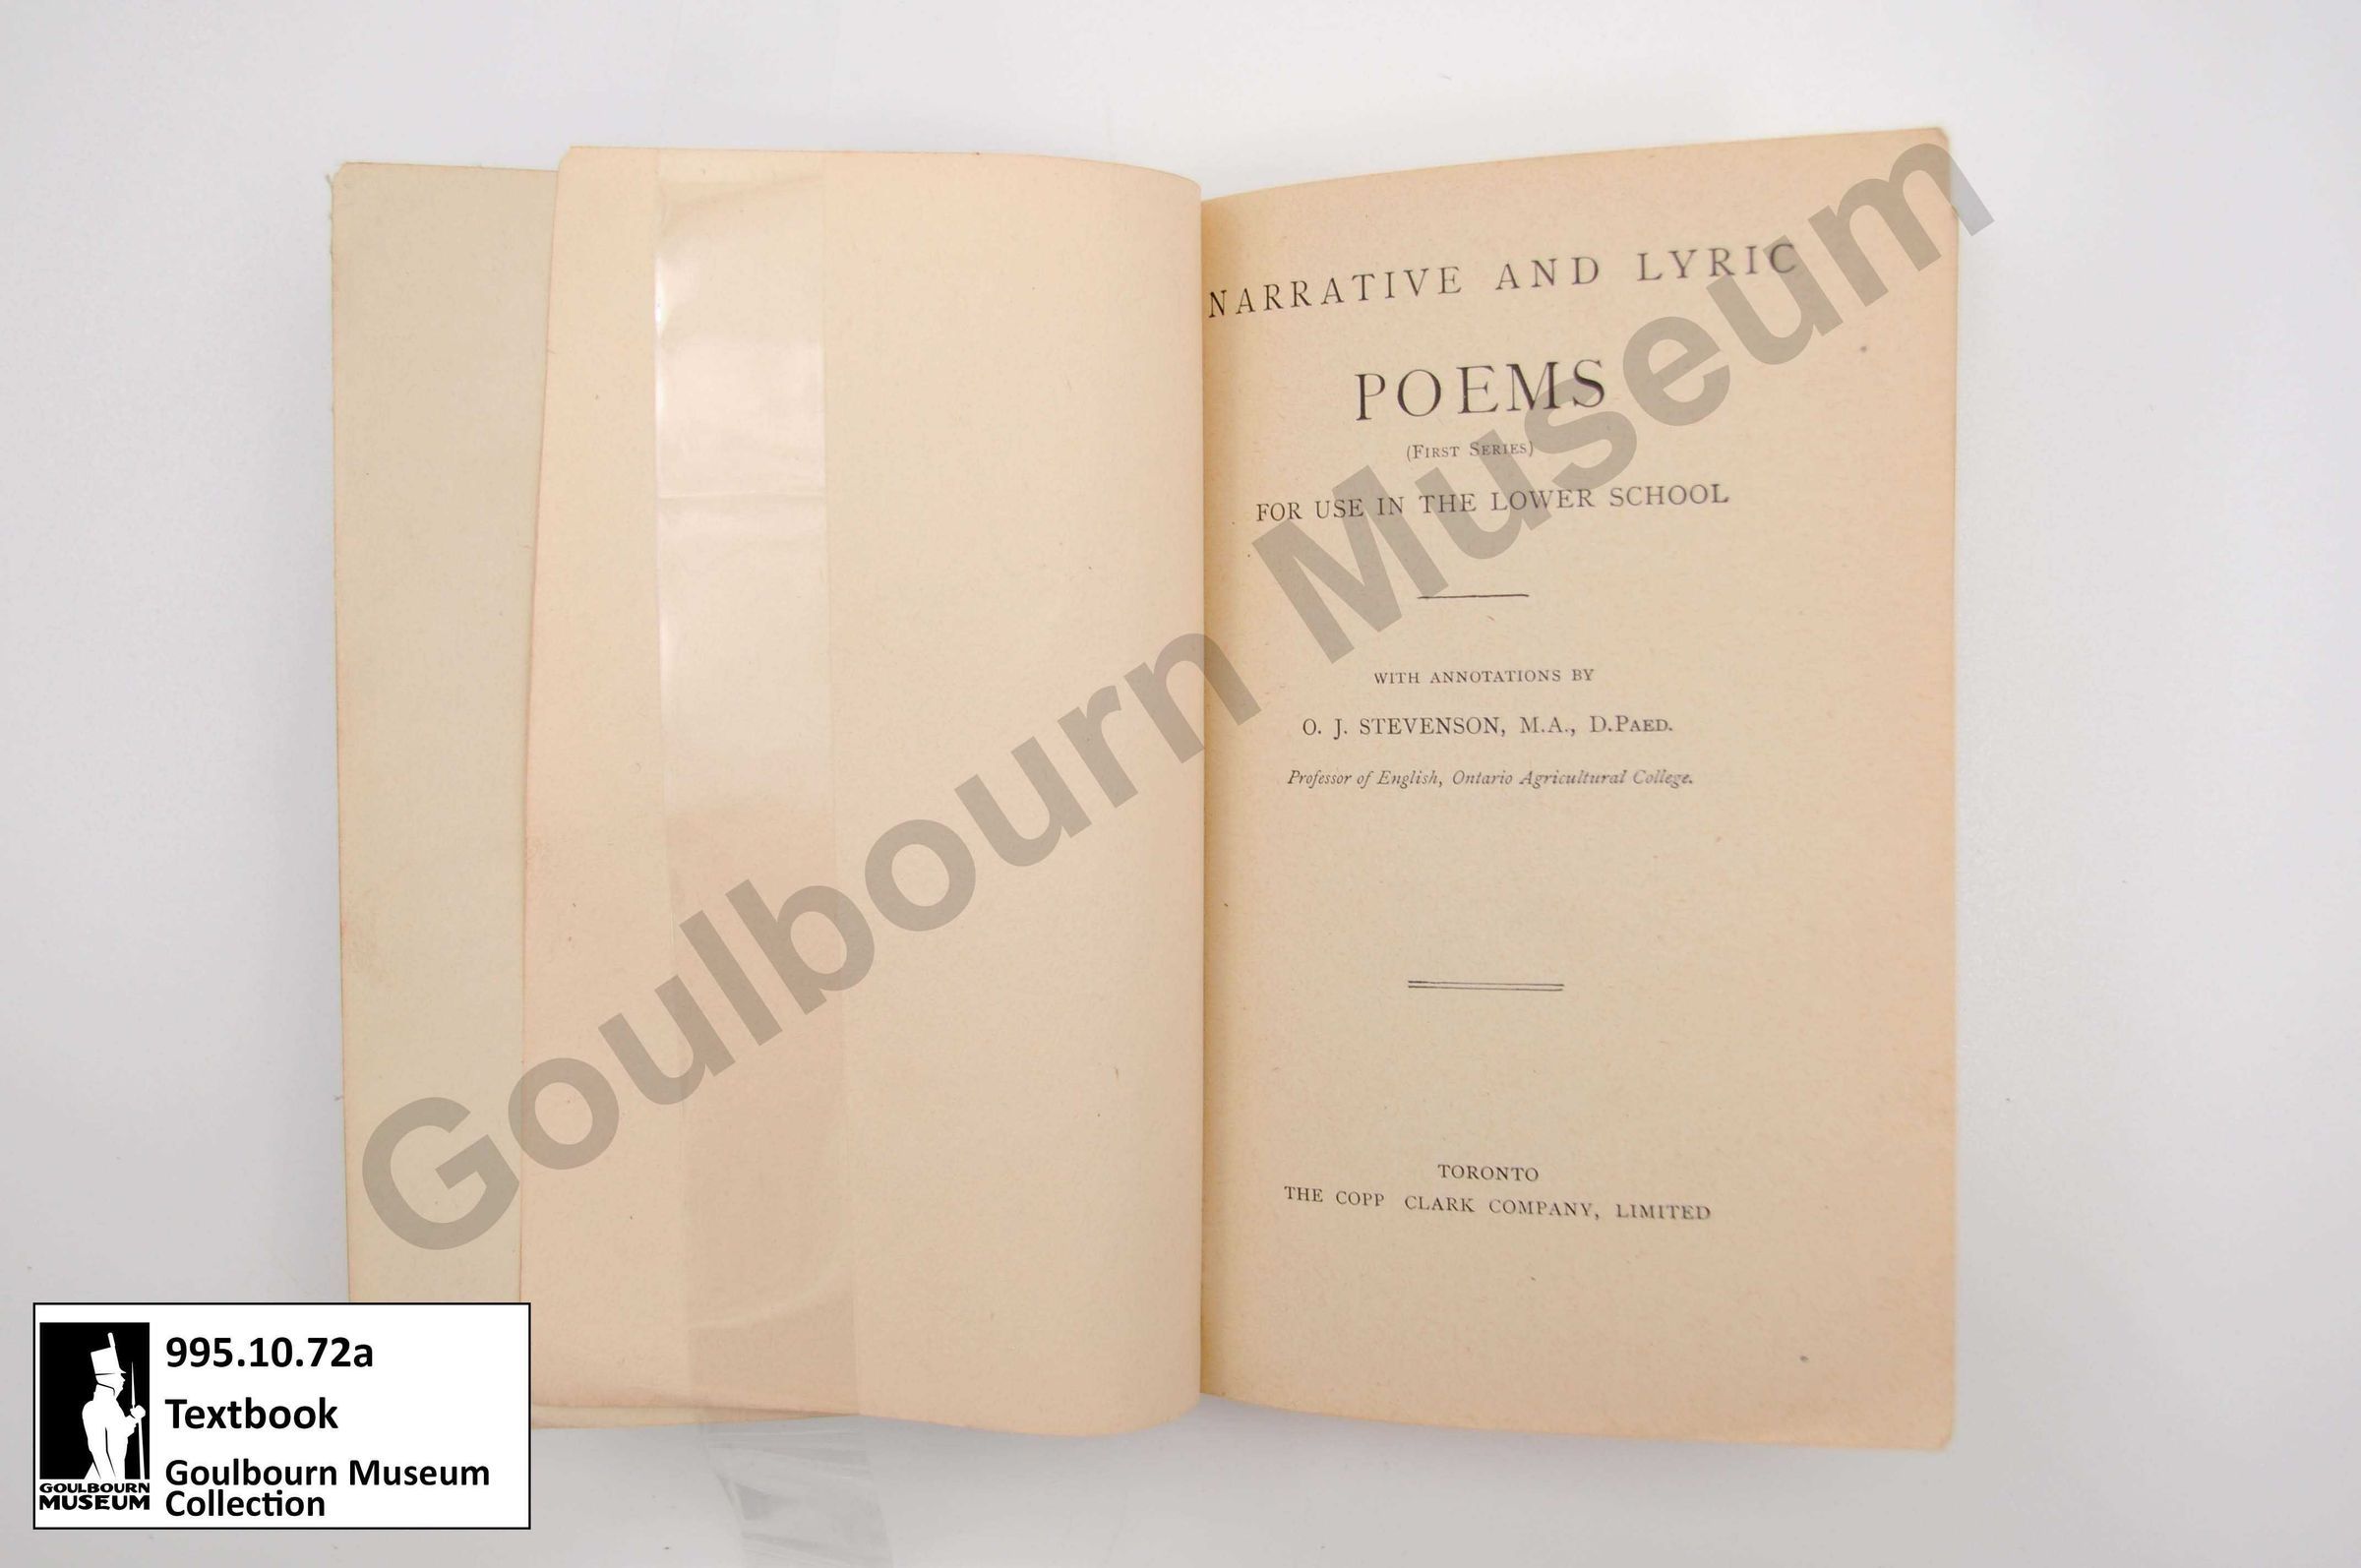 NARRATIVE AND LYRIC
POEMS
(FIRST SERIES)
FOR USE IN THE LOWER SCHOOL
WITH ANNOTATIONS BY
O. J. STEVENSON, M.A., D.PAED.
Professor of English, Ontario Agricultural College.
TORONTO
THE COPP CLARK COMPANY, LIMITED
Goulbourn Museum
995.10.72a
Textbook
Goulbourn Museum
Collection
GOULBOURN
MUSEUM